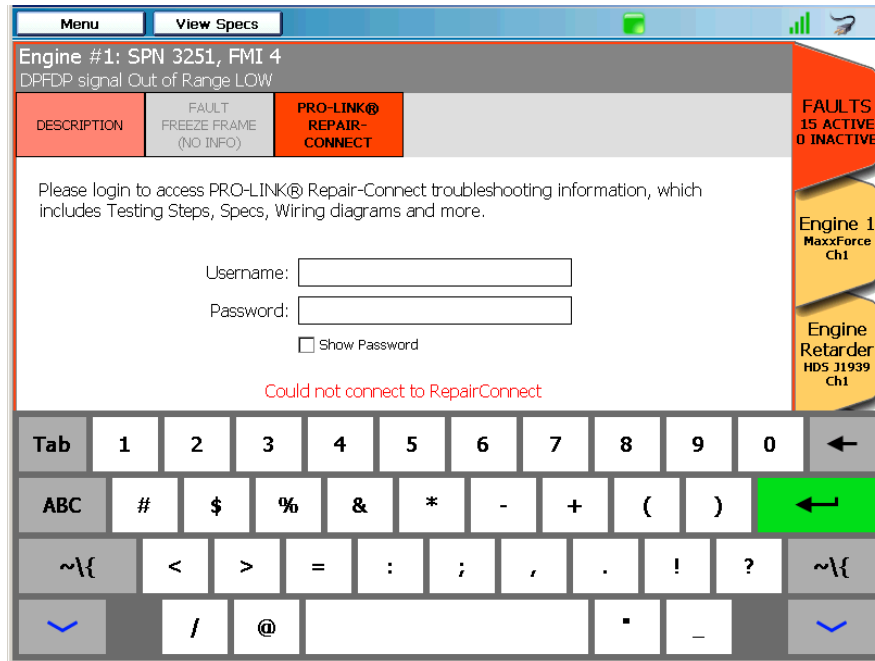 Menu
View Specs
Engine #1: SPN 3251, FMI 4
DPFDP signal Out of Range LOW
DESCRIPTION
FAULT
FREEZE FRAME
(NO INFO)
PRO-LINK®
REPAIR-
CONNECT
FAULTS
15 ACTIVE
0 INACTIVE
Please login to access PRO-LINK® Repair-Connect troubleshooting information, which
includes Testing Steps, Specs, Wiring diagrams and more.
Username:
Password:
Show Password
Could not connect to RepairConnect
Engine 1
MaxxForce
Ch1
Engine
Retarder
HDS J1939
Ch1
Tab 1 2 3 4 5 6 7 8 9 0 ←
ABC # $ % & * - + ( )
~\{ < > = : ; , . ! ? ~\{
/ @ " _